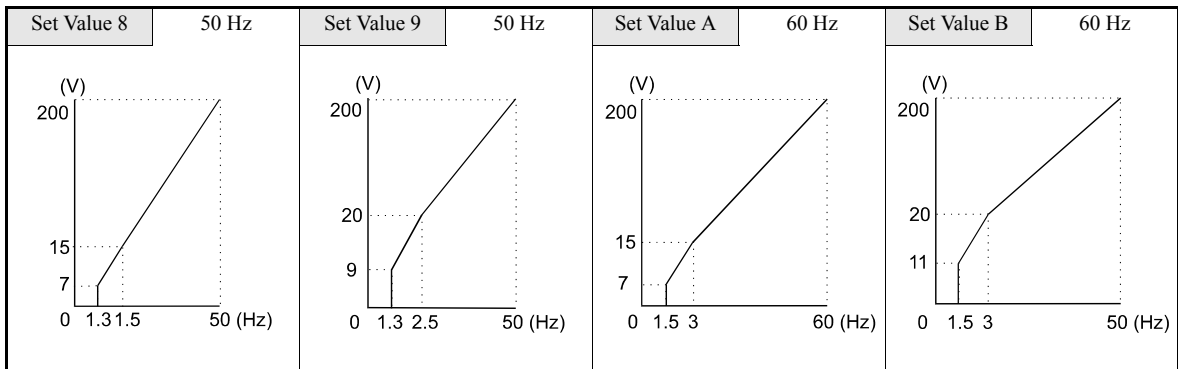 Set Value 8 50 Hz Set Value 9 50 Hz Set Value A 60 Hz Set Value B 60 Hz
(V)
200
15
7
0 1.3 1.5 50 (Hz)
(V)
200
20
9
0 1.3 2.5 50 (Hz)
(V)
200
15
7
0 1.5 3 60 (Hz)
(V)
200
20
11
0 1.5 3 50 (Hz)